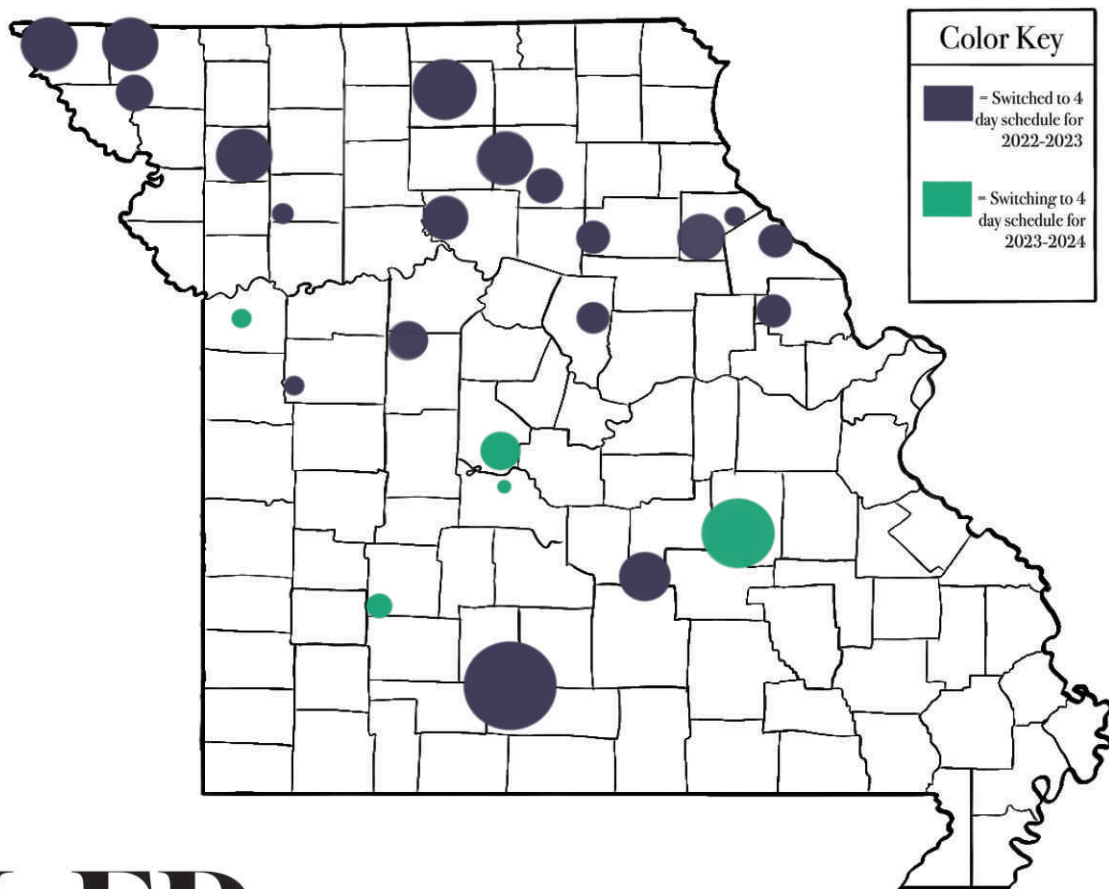 Color Key
= Switched to 4
day schedule for
2022-2023
= Switching to 4
day schedule for
2023-2024